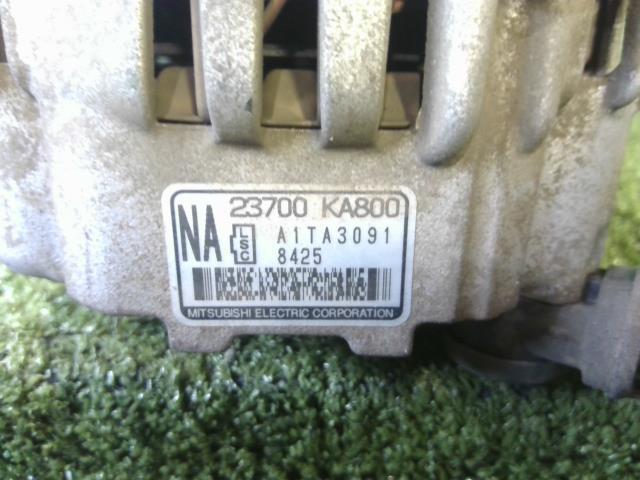 23700 KA800
NA LSC A1TA3091
8425
MITSUBISHI ELECTRIC CORPORATION